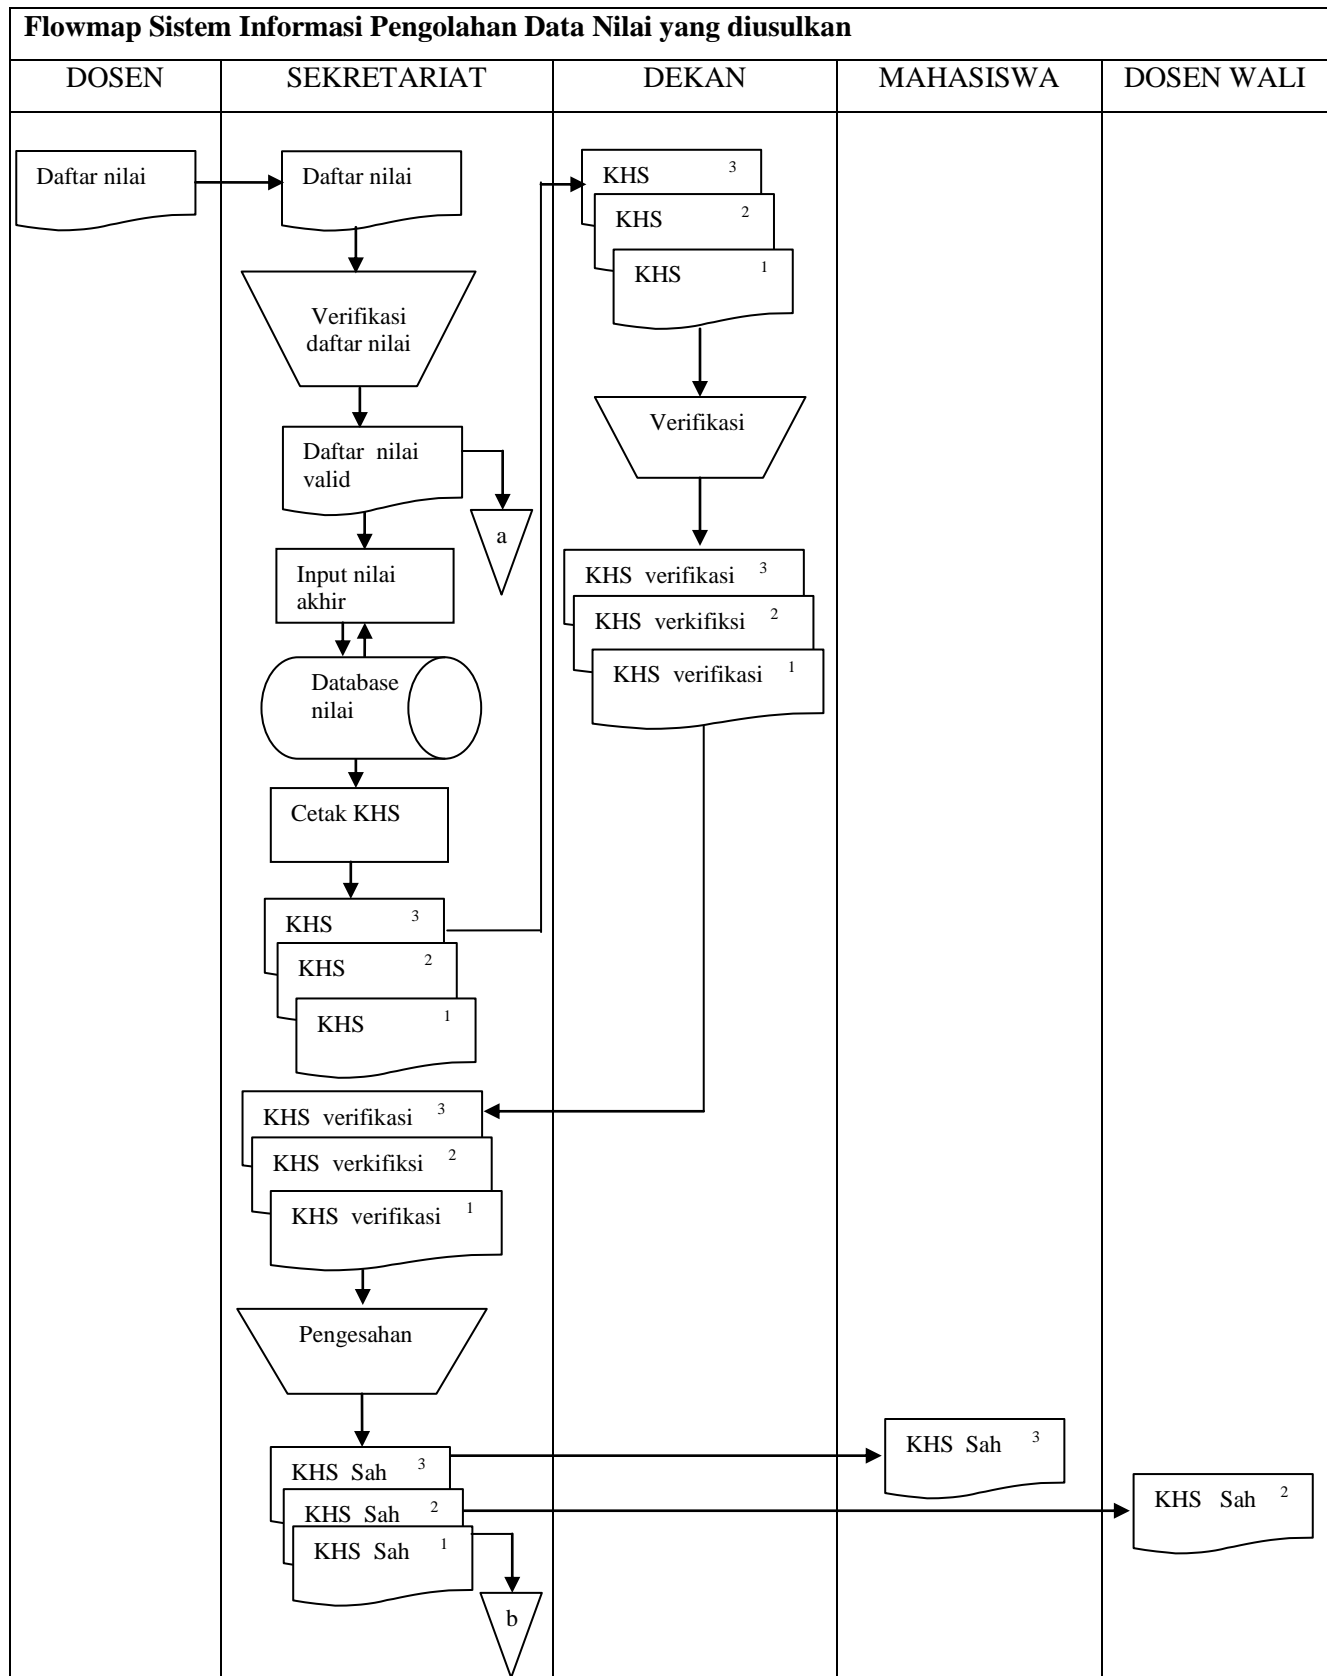 Flowmap Sistem Informasi Pengolahan Data Nilai yang diusulkan
DOSEN
SEKRETARIAT
DEKAN
MAHASISWA
DOSEN WALI
Daftar nilai
Daftar nilai
Verifikasi
daftar nilai
Daftar nilai
valid
a
Input nilai
akhir
Database
nilai
Cetak KHS
KHS 3
KHS 2
KHS 1
KHS 3
KHS 2
KHS 1
Verifikasi
KHS verifikasi 3
KHS verkifiksi 2
KHS verifikasi 1
KHS verifikasi 3
KHS verkifiksi 2
KHS verifikasi 1
Pengesahan
KHS Sah 3
KHS Sah 2
KHS Sah 1
b
KHS Sah 3
KHS Sah 2